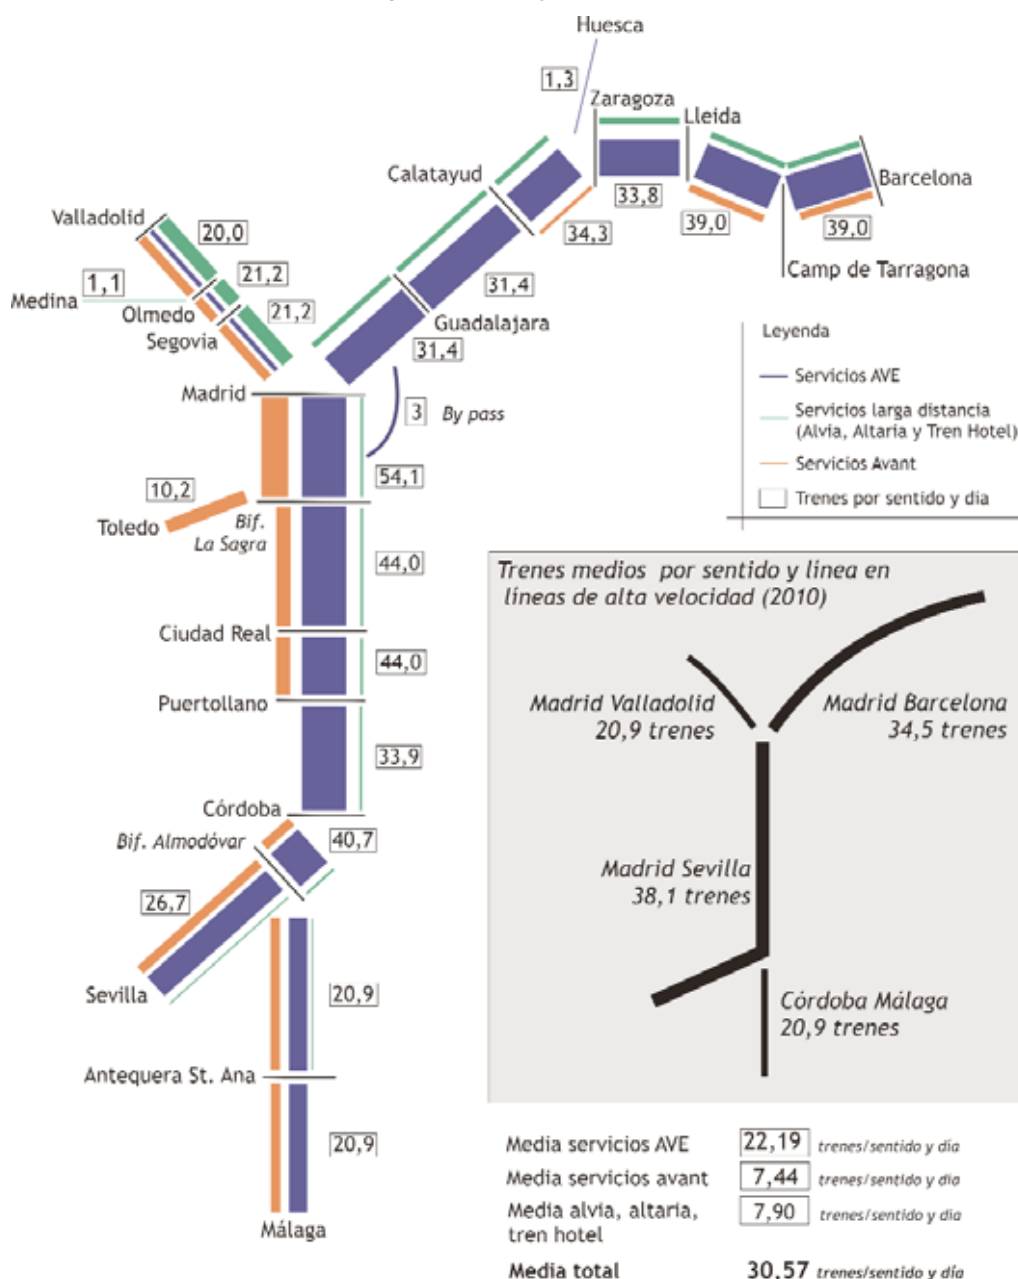 Huesca
1,3
Zaragoza
Lleida
Calatayud
Barcelona
33,8
Valladolid
20,0
34,3
39,0
39,0
21,2
Camp de Tarragona
1,1
31,4
Medina
Olmedo
21,2
Segovia
Guadalajara
31,4
Leyenda
Servicios AVE
Madrid
3
By pass
Servicios larga distancia
(Alvia, Altaria y Tren Hotel)
54,1
Servicios Avant
10,2
Trenes por sentido y dia
Toledo
Bif.
La Sagra
44,0
Trenes medios por sentido y linea en
líneas de alta velocidad (2010)
Ciudad Real
44,0
Puertollano
Madrid Valladolid
20,9 trenes
Madrid Barcelona
34,5 trenes
33,9
Córdoba
Bif. Almodóvar
40,7
Madrid Sevilla
38,1 trenes
26,7
Sevilla
20,9
Córdoba Málaga
20,9 trenes
Antequera St. Ana
20,9
Málaga
Media servicios AVE 22,19 trenes/sentido y día
Media servicios avant 7,44 trenes/sentido y día
Media alvia, altaria,
tren hotel 7,90 trenes/sentido y día
Media total 30,57 trenes/sentido y día